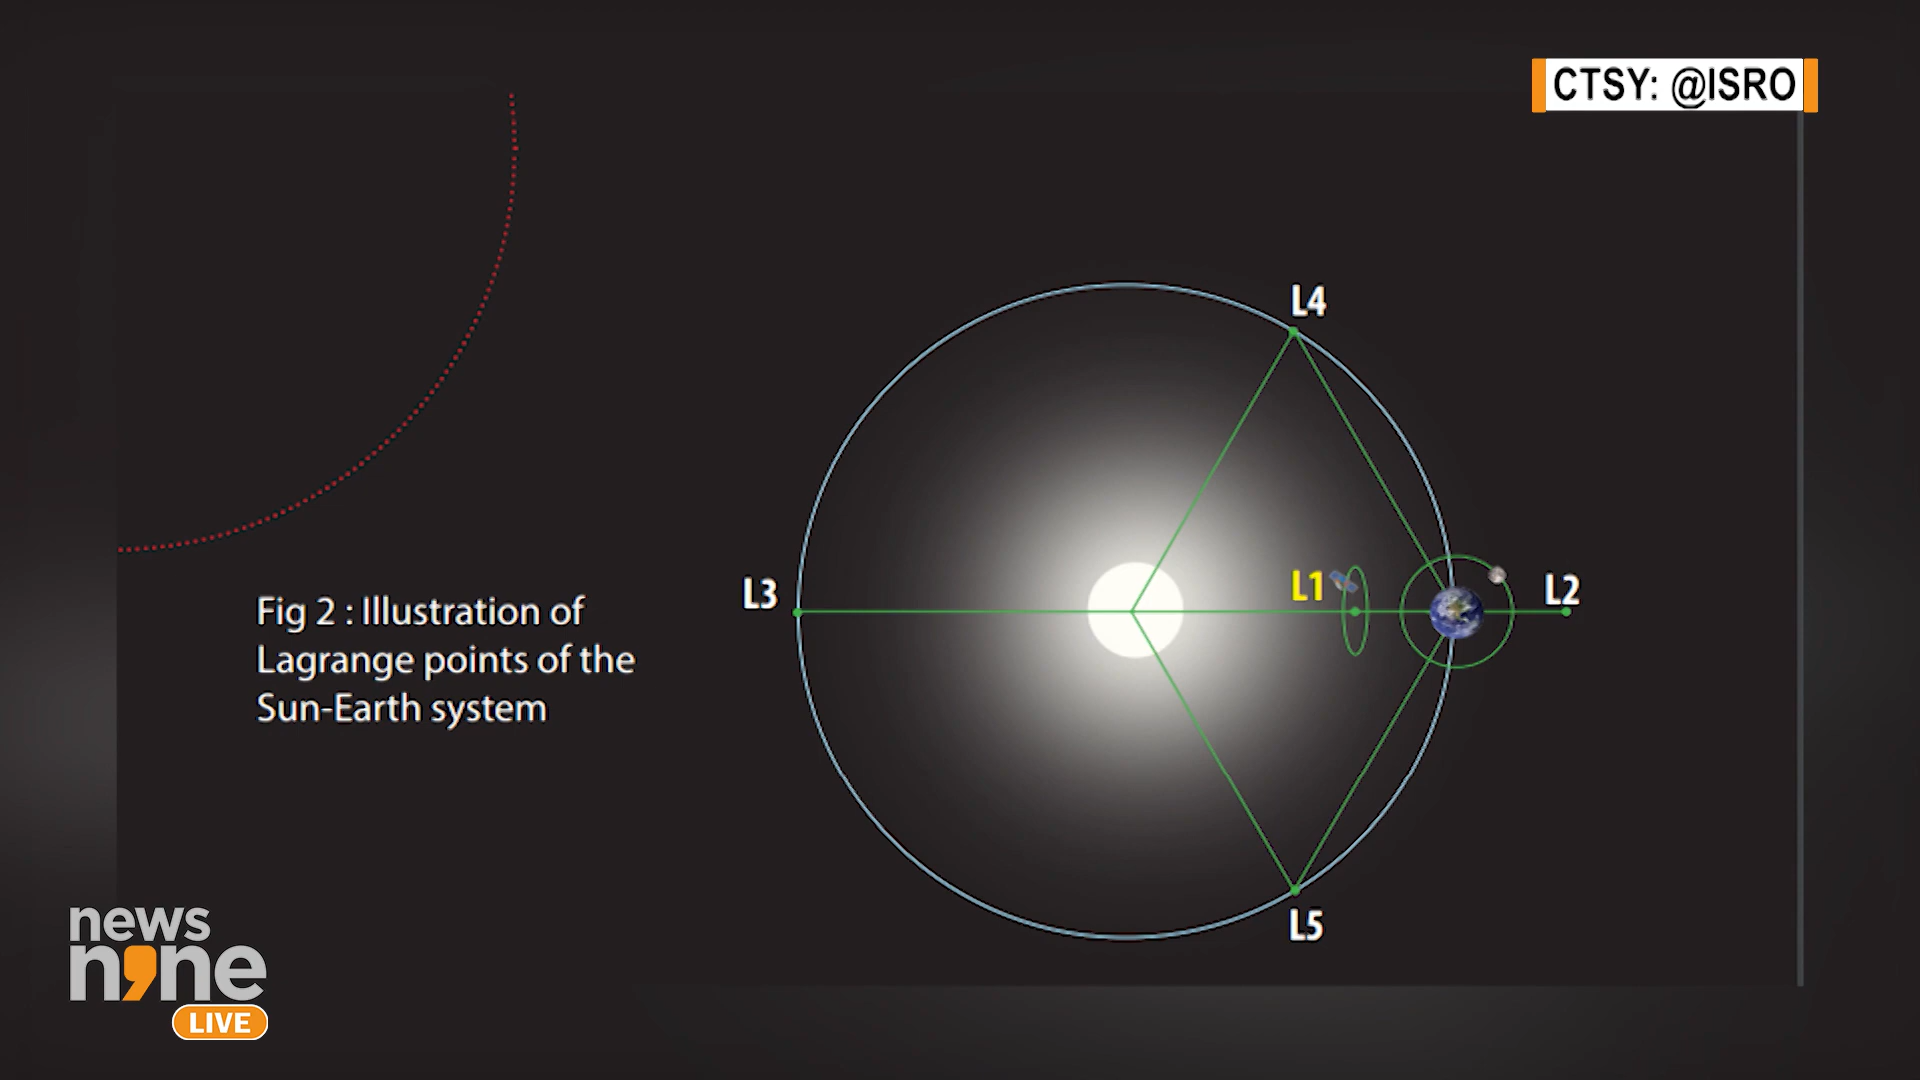 CTSY: @ISRO
L4
L3
L1
L2
Fig 2 : Illustration of
Lagrange points of the
Sun-Earth system
L5
news
n9ne
LIVE